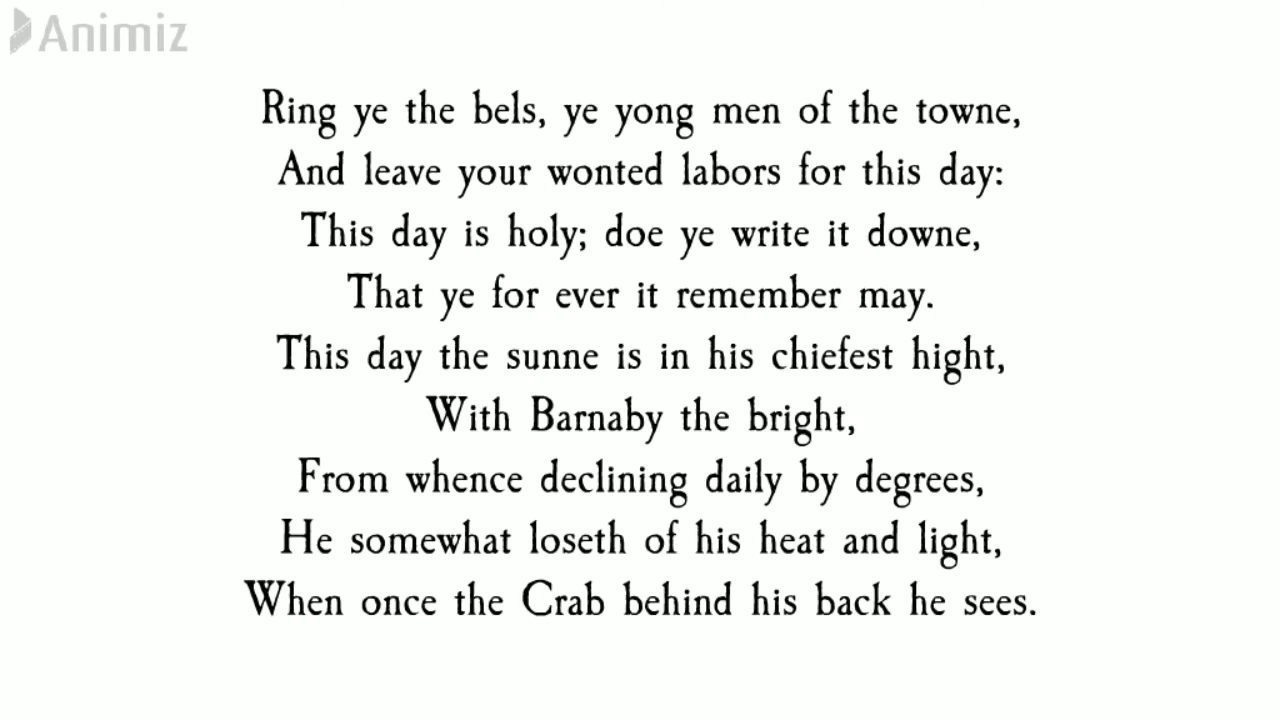 Animiz
Ring ye the bels, ye yong men of the towne,
And leave your wonted labors for this day:
This day is holy; doe ye write it downe,
That ye for ever it remember may.
This day the sunne is in his chiefest hight,
With Barnaby the bright,
From whence declining daily by degrees,
He somewhat loseth of his heat and light,
When once the Crab behind his back he sees.